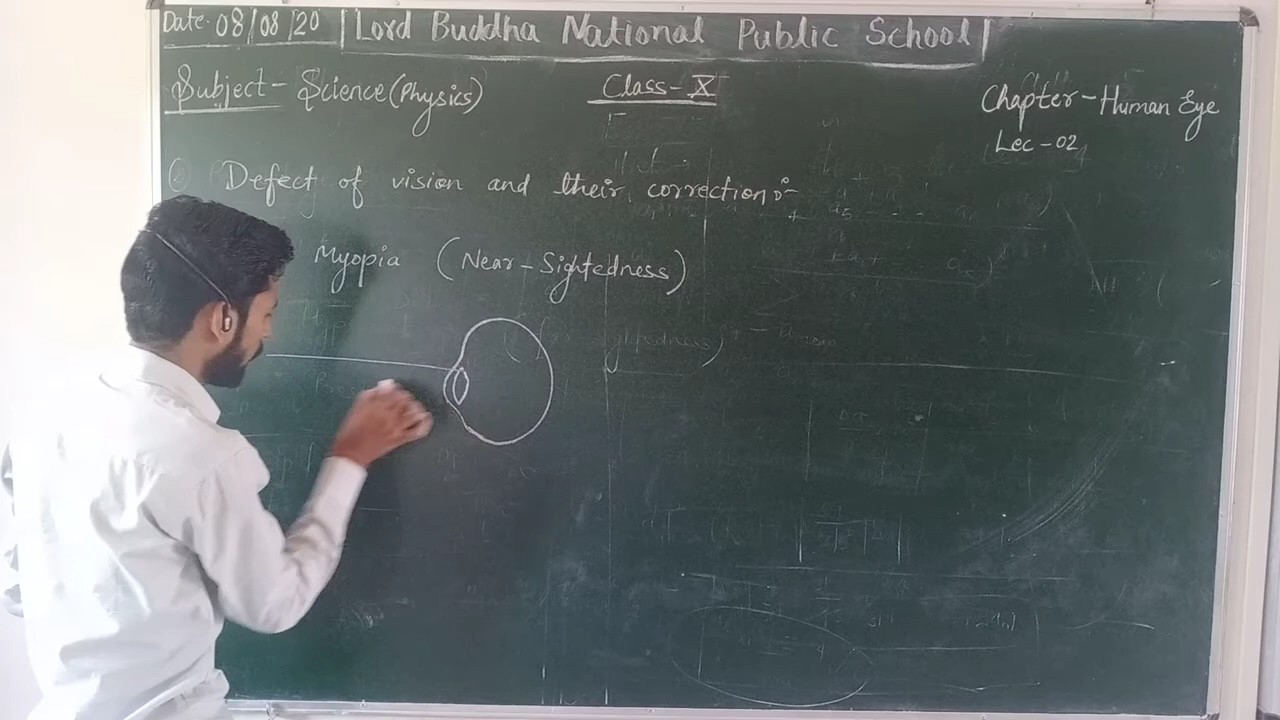 Date. 08/08/20 | Lord Buddha National Public School |
Subject - Science (Physics)
Class - X
Chapter - Human Eye
Lec - 02
Defect of vision and their correction :-
Myopia (Near - Sightedness)